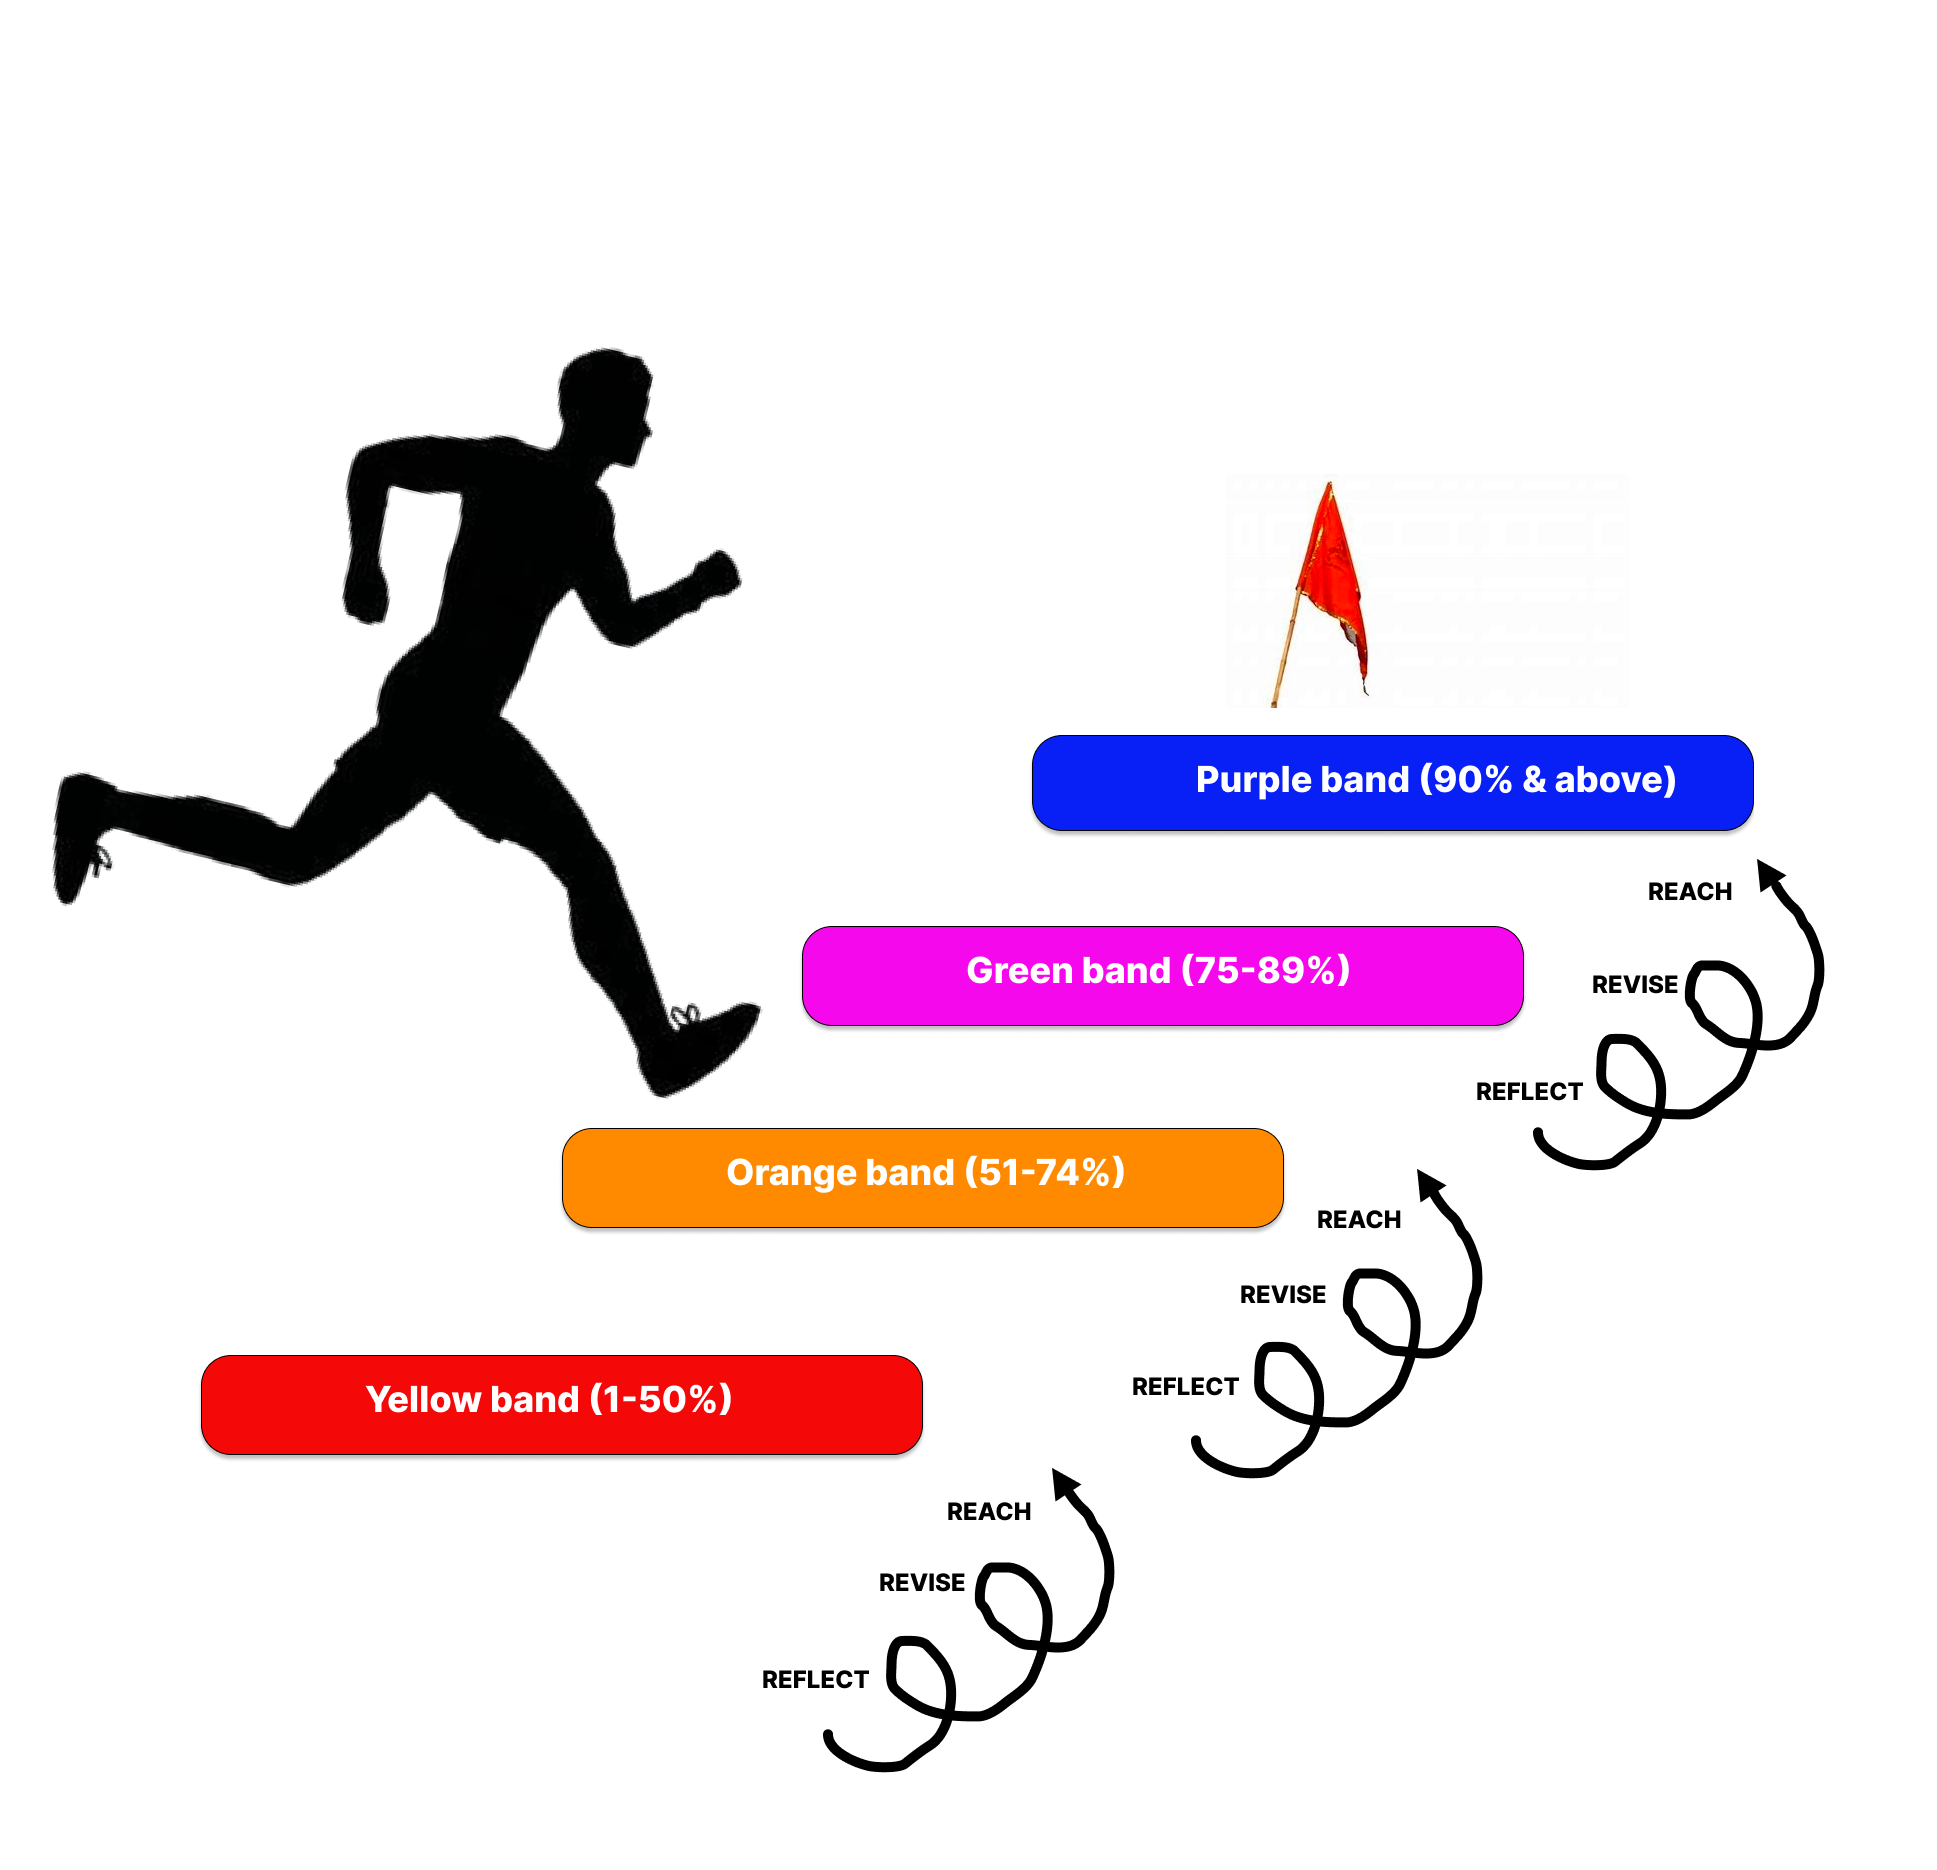 Purple band (90% & above)
REACH
Green band (75-89%)
REVISE
REFLECT
Orange band (51-74%)
REACH
REVISE
Yellow band (1-50%)
REFLECT
REACH
REVISE
REFLECT